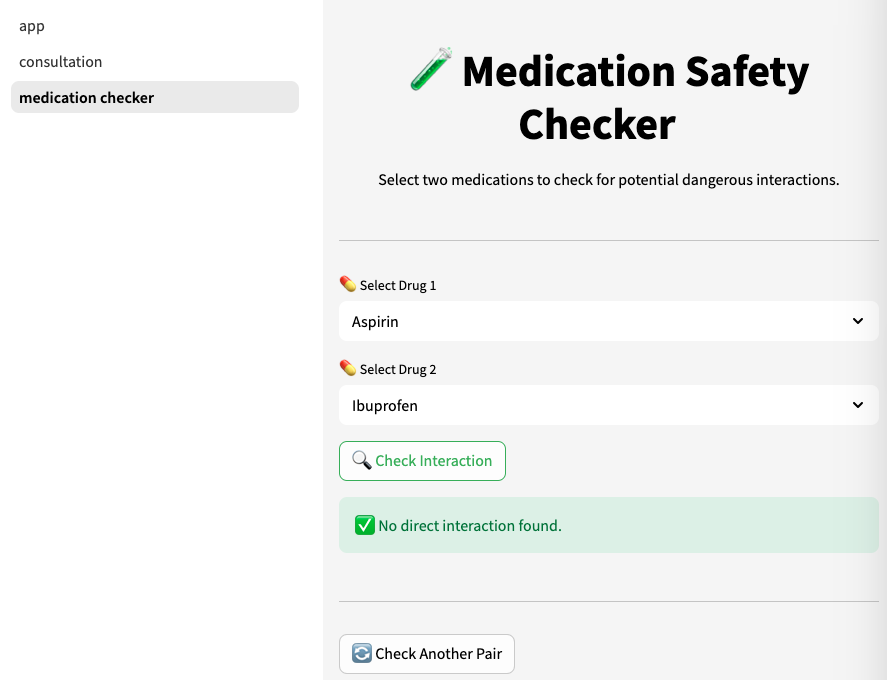 app
consultation
medication checker
🧪 Medication Safety
Checker
Select two medications to check for potential dangerous interactions.
💊 Select Drug 1
Aspirin
💊 Select Drug 2
Ibuprofen
🔍 Check Interaction
✅ No direct interaction found.
🔄 Check Another Pair